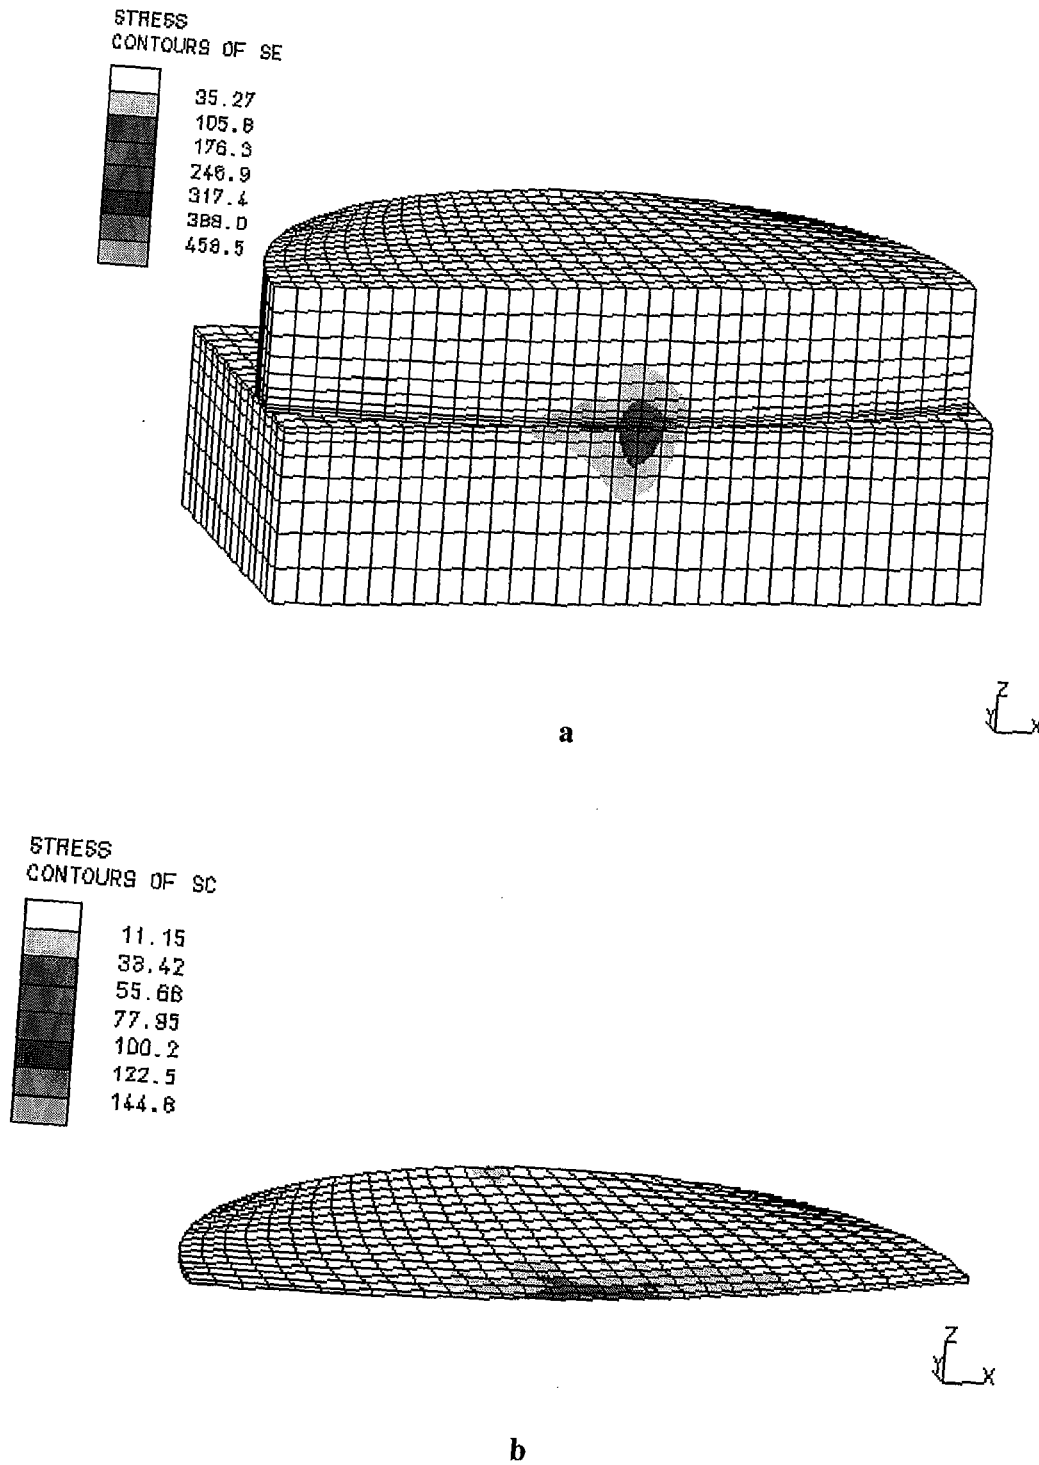 STRESS
CONTOURS OF SE
35.27
105.8
176.3
246.9
317.4
388.0
458.5
Z
Y
X
a
STRESS
CONTOURS OF SC
11.15
33.42
55.68
77.95
100.2
122.5
144.8
Z
Y
X
b